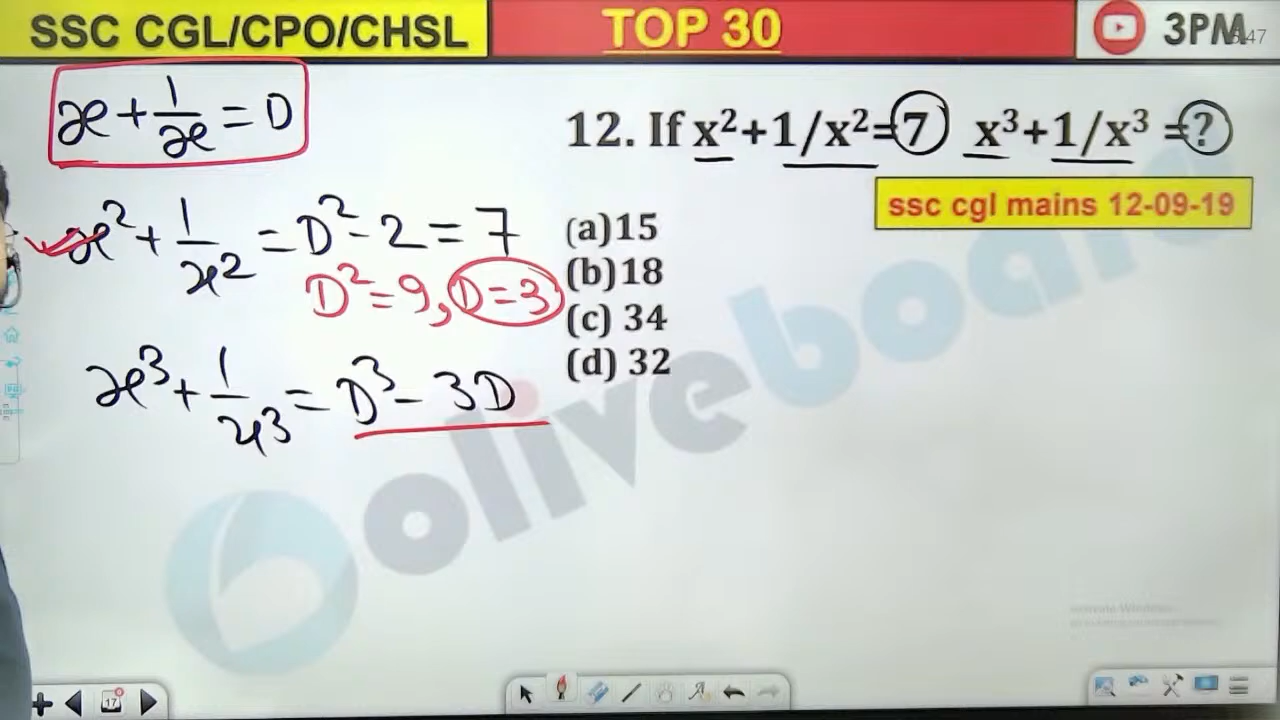 SSC CGL/CPO/CHSL TOP 30 3PM
x + 1/x = D
12. If x²+1/x²=7 x³+1/x³ =?
ssc cgl mains 12-09-19
x² + 1/x² = D² - 2 = 7
D² = 9, D = 3
(a)15
(b)18
(c) 34
(d) 32
x³ + 1/x³ = D³ - 3D
oliveboard
17